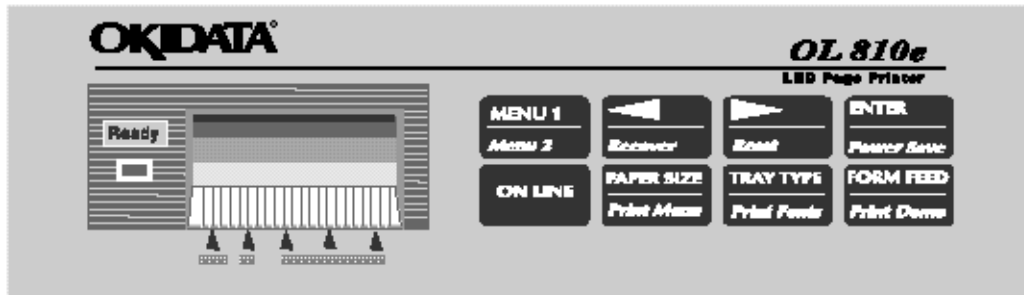 OKIDATA®
OL 810e
LED Page Printer
Ready
MENU 1
Menu 2
Recover
Reset
ENTER
Power Save
ON LINE
PAPER SIZE
Print Menu
TRAY TYPE
Print Fonts
FORM FEED
Print Demo